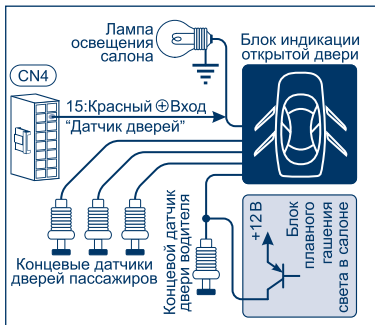 Лампа
освещения
салона
Блок индикации
открытой двери
CN4
15:Красный ⊕Вход
“Датчик дверей”
Концевые датчики
дверей пассажиров
Концевой датчик
двери водителя
+12 В
Блок
плавного
гашения
света в салоне